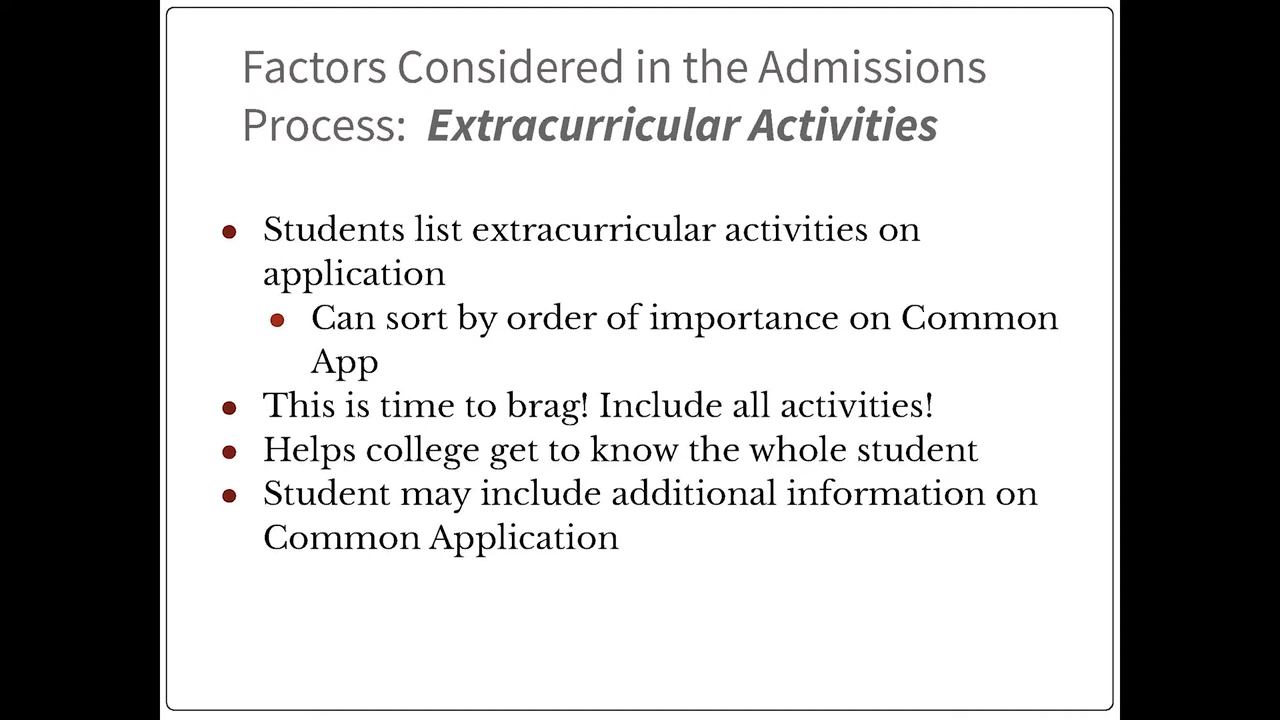 Factors Considered in the Admissions
Process: Extracurricular Activities
• Students list extracurricular activities on
application
• Can sort by order of importance on Common
App
• This is time to brag! Include all activities!
• Helps college get to know the whole student
• Student may include additional information on
Common Application